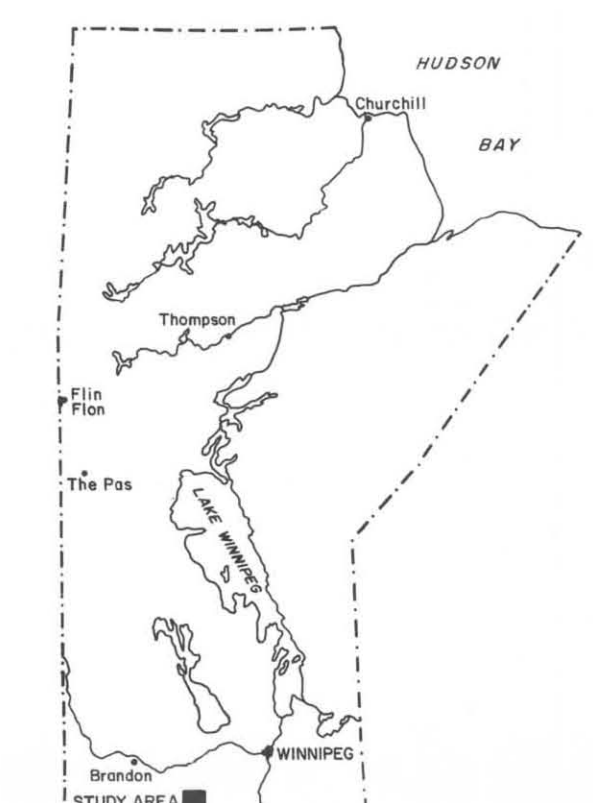 HUDSON
Churchill
BAY
Thompson
Flin
Flon
The Pas
LAKE WINNIPEG
WINNIPEG
Brandon
STUDY AREA